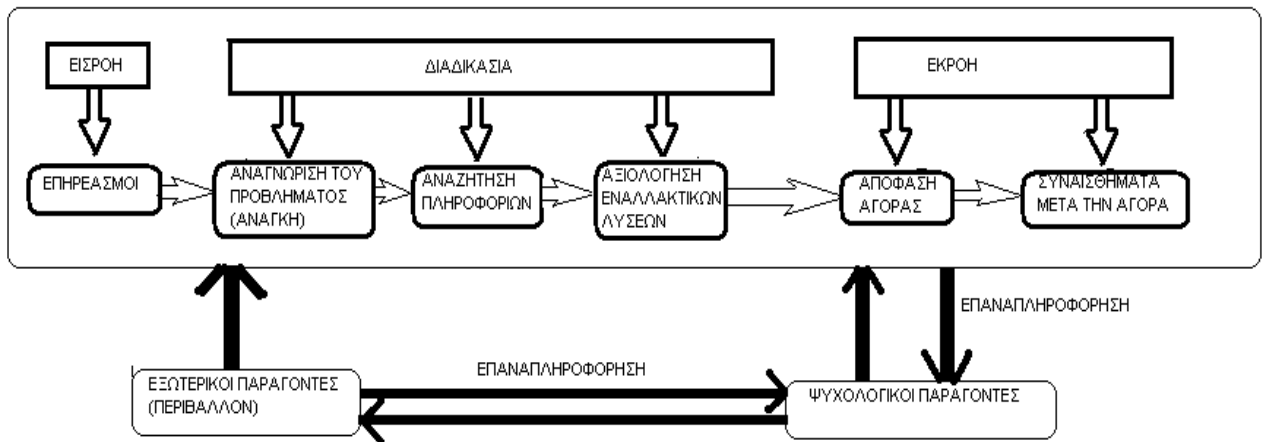 ΕΙΣΡΟΗ
ΔΙΑΔΙΚΑΣΙΑ
ΕΚΡΟΗ
ΕΠΗΡΕΑΣΜΟΙ
ΑΝΑΓΝΩΡΙΣΗ ΤΟΥ
ΠΡΟΒΛΗΜΑΤΟΣ
(ΑΝΑΓΚΗ)
ΑΝΑΖΗΤΗΣΗ
ΠΛΗΡΟΦΟΡΙΩΝ
ΑΞΙΟΛΟΓΗΣΗ
ΕΝΑΛΛΑΚΤΙΚΩΝ
ΛΥΣΕΩΝ
ΑΠΟΦΑΣΗ
ΑΓΟΡΑΣ
ΣΥΝΑΙΣΘΗΜΑΤΑ
ΜΕΤΑ ΤΗΝ ΑΓΟΡΑ
ΕΠΑΝΑΠΛΗΡΟΦΟΡΗΣΗ
ΕΠΑΝΑΠΛΗΡΟΦΟΡΗΣΗ
ΕΞΩΤΕΡΙΚΟΙ ΠΑΡΑΓΟΝΤΕΣ
(ΠΕΡΙΒΑΛΛΟΝ)
ΨΥΧΟΛΟΓΙΚΟΙ ΠΑΡΑΓΟΝΤΕΣ